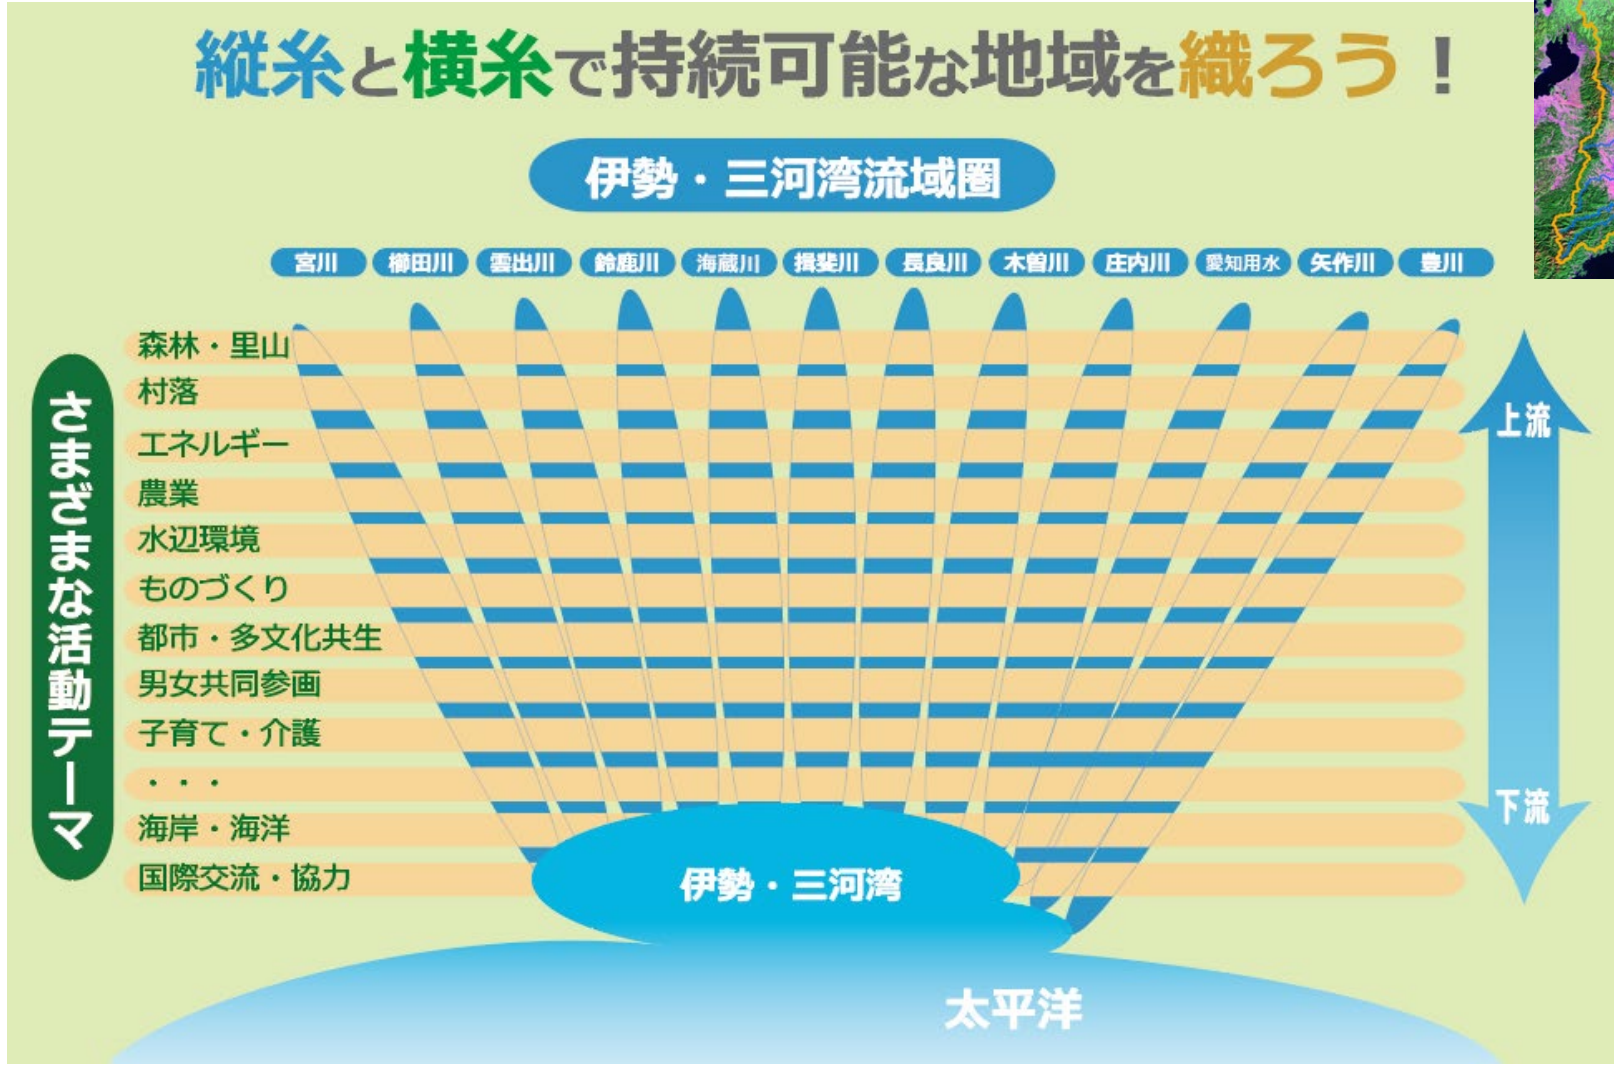 縦糸と横糸で持続可能な地域を織ろう！
伊勢・三河湾流域圏
宮川 櫛田川 雲出川 鈴鹿川 海蔵川 揖斐川 長良川 木曽川 庄内川 愛知用水 矢作川 豊川
さまざまな活動テーマ
森林・里山
村落
エネルギー
農業
水辺環境
ものづくり
都市・多文化共生
男女共同参画
子育て・介護
・・・
海岸・海洋
国際交流・協力
上流
下流
伊勢・三河湾
太平洋